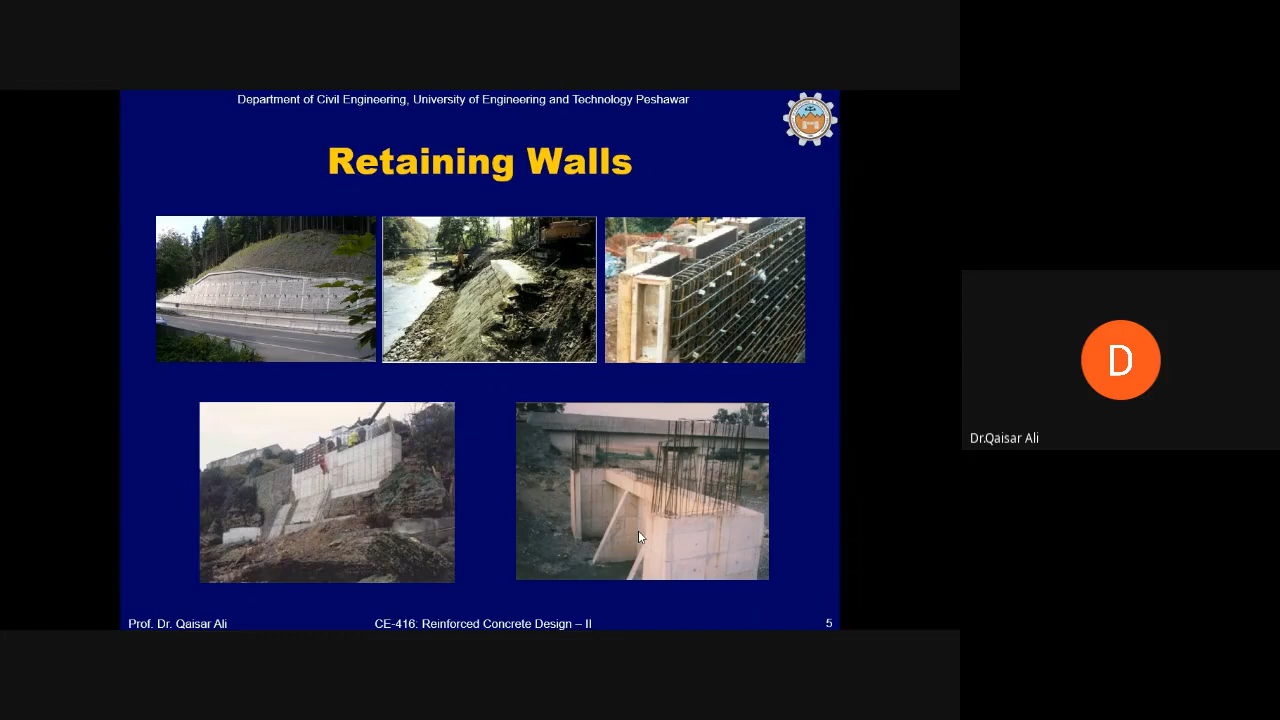 Department of Civil Engineering, University of Engineering and Technology Peshawar
Retaining Walls
D
Dr.Qaisar Ali
Prof. Dr. Qaisar Ali
CE-416: Reinforced Concrete Design – II
5